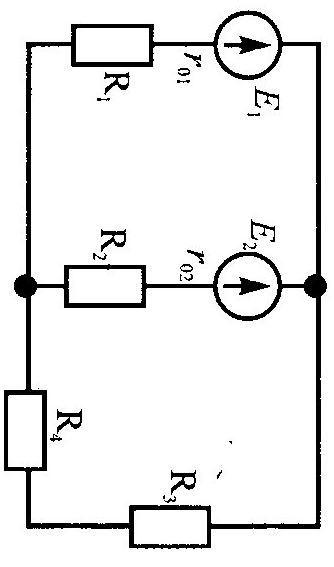 E₁
r₀₁
R₁
E₂
r₀₂
R₂
R₃
R₄